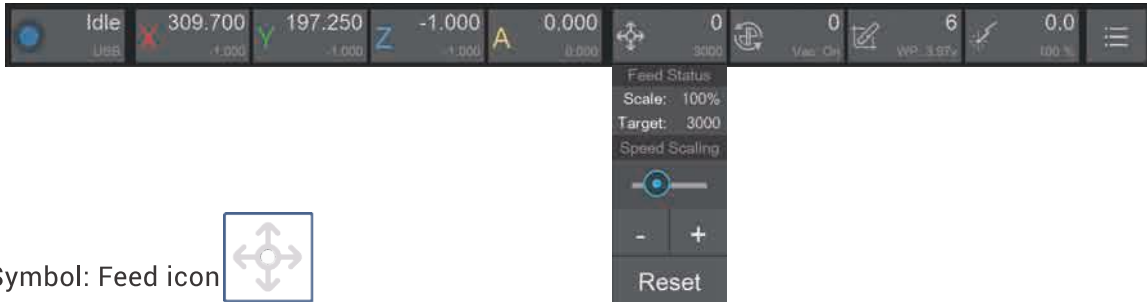 Idle X 309.700 Y 197.250 Z -1.000 A 0.000 0 0 6 0.0
USB -1.000 -1.000 -1.000 0.000 3000 Vac: On WP: 3.97v 100 %
Feed Status
Scale: 100%
Target: 3000
Speed Scaling
- +
Reset
Symbol: Feed icon